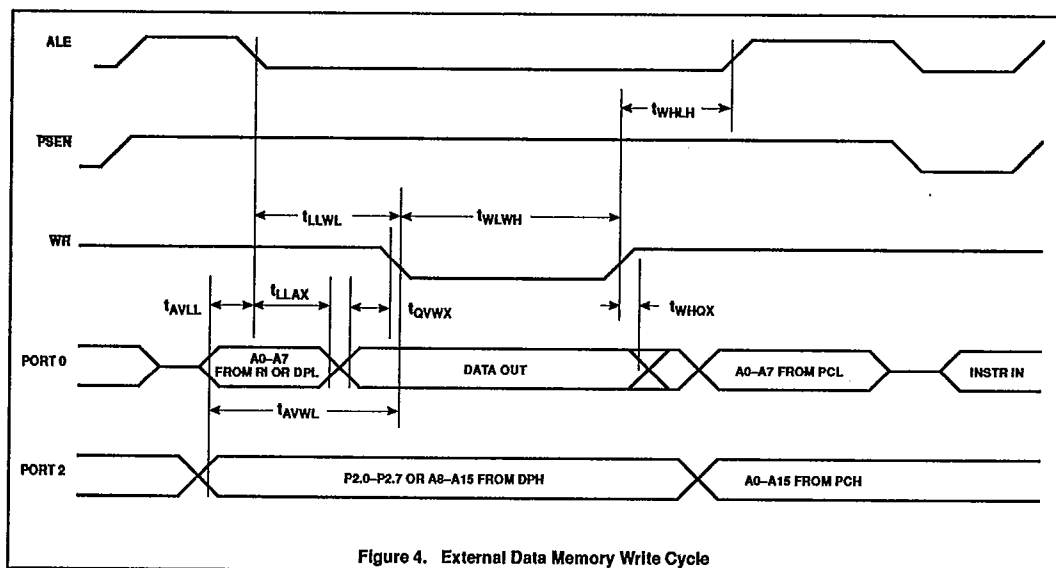 ALE
tWHLH
PSEN
tLLWL
tWLWH
WR
tAVLL
tLLAX
tQVWX
tWHQX
PORT 0
A0–A7
FROM RI OR DPL
DATA OUT
A0–A7 FROM PCL
INSTR IN
tAVWL
PORT 2
P2.0–P2.7 OR A8–A15 FROM DPH
A0–A15 FROM PCH
Figure 4. External Data Memory Write Cycle